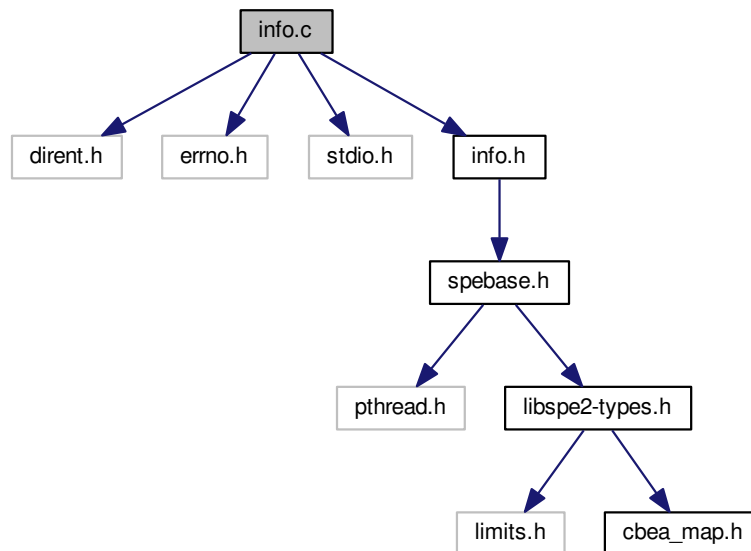 info.c
dirent.h
errno.h
stdio.h
info.h
spebase.h
pthread.h
libspe2-types.h
limits.h
cbea_map.h